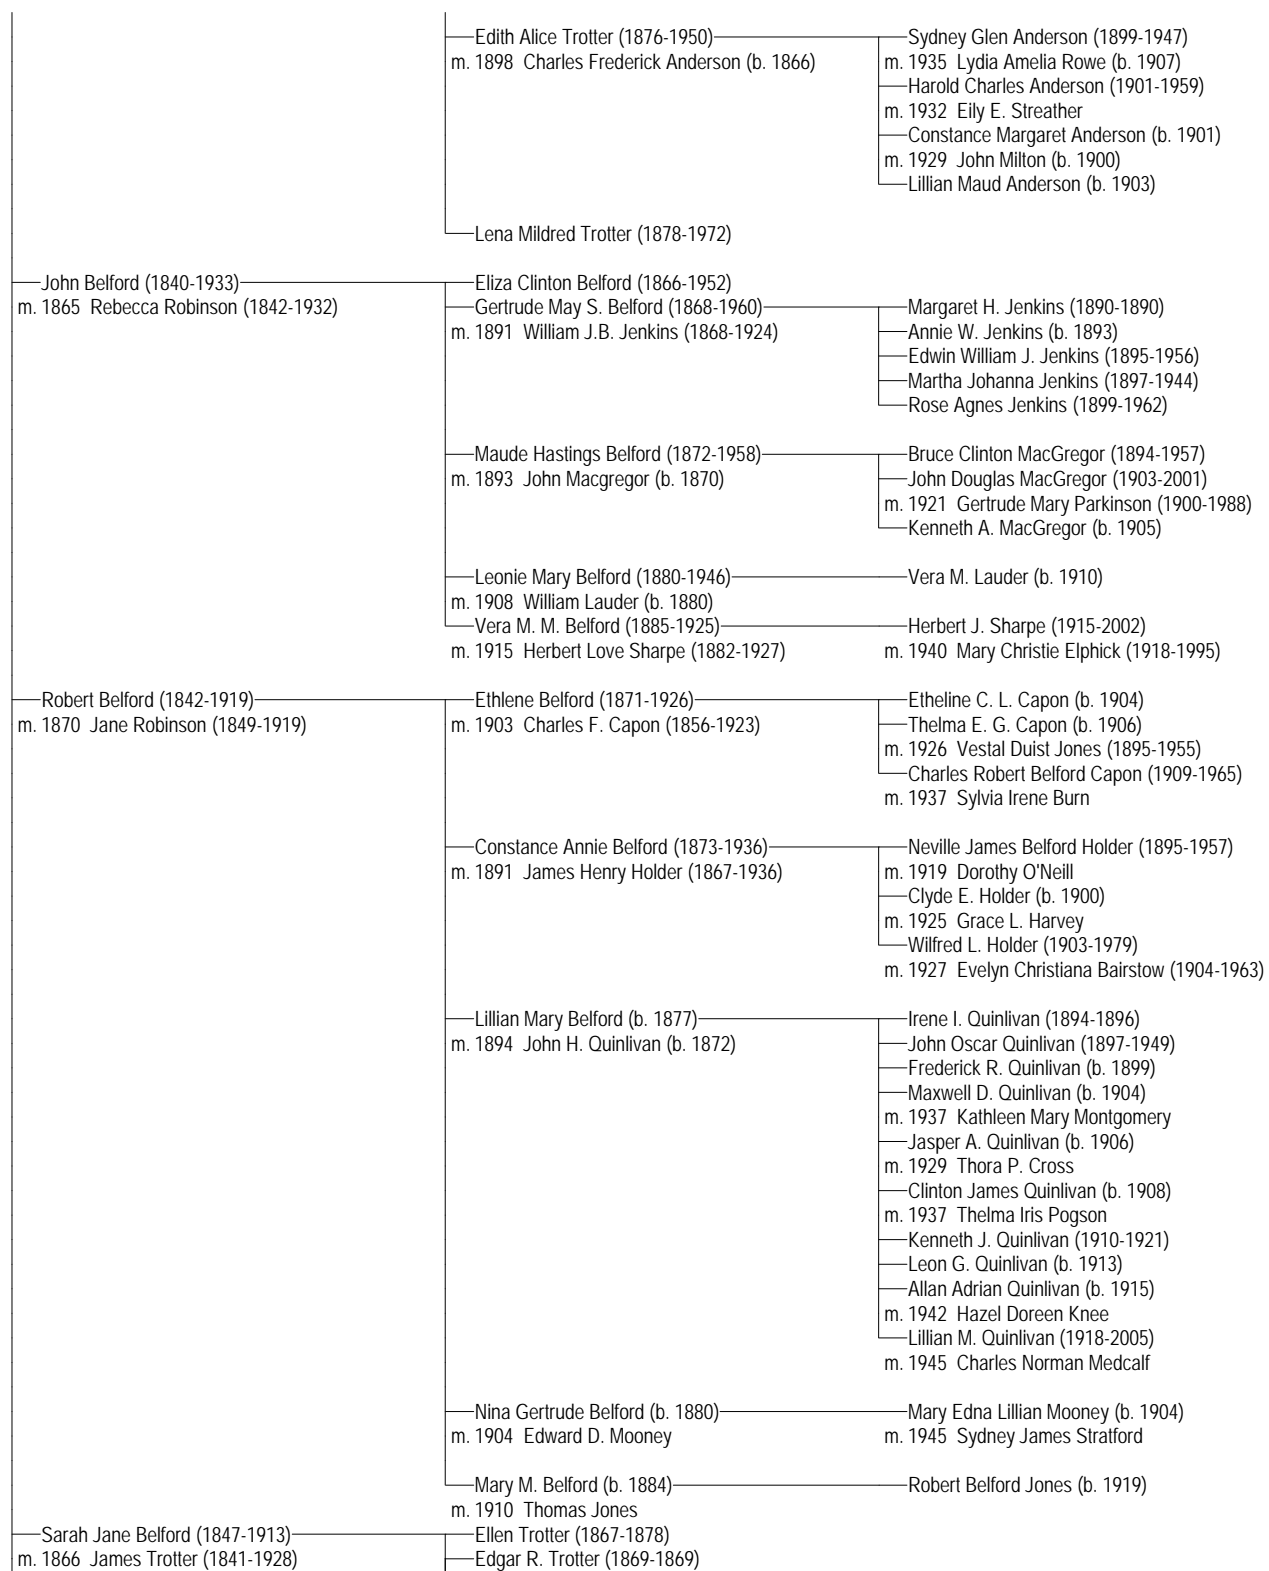 Edith Alice Trotter (1876-1950)
m. 1898 Charles Frederick Anderson (b. 1866)
Sydney Glen Anderson (1899-1947)
m. 1935 Lydia Amelia Rowe (b. 1907)
Harold Charles Anderson (1901-1959)
m. 1932 Eily E. Streather
Constance Margaret Anderson (b. 1901)
m. 1929 John Milton (b. 1900)
Lillian Maud Anderson (b. 1903)
Lena Mildred Trotter (1878-1972)
John Belford (1840-1933)
m. 1865 Rebecca Robinson (1842-1932)
Eliza Clinton Belford (1866-1952)
Gertrude May S. Belford (1868-1960)
m. 1891 William J.B. Jenkins (1868-1924)
Margaret H. Jenkins (1890-1890)
Annie W. Jenkins (b. 1893)
Edwin William J. Jenkins (1895-1956)
Martha Johanna Jenkins (1897-1944)
Rose Agnes Jenkins (1899-1962)
Maude Hastings Belford (1872-1958)
m. 1893 John Macgregor (b. 1870)
Bruce Clinton MacGregor (1894-1957)
John Douglas MacGregor (1903-2001)
m. 1921 Gertrude Mary Parkinson (1900-1988)
Kenneth A. MacGregor (b. 1905)
Leonie Mary Belford (1880-1946)
m. 1908 William Lauder (b. 1880)
Vera M. Lauder (b. 1910)
Vera M. M. Belford (1885-1925)
m. 1915 Herbert Love Sharpe (1882-1927)
Herbert J. Sharpe (1915-2002)
m. 1940 Mary Christie Elphick (1918-1995)
Robert Belford (1842-1919)
m. 1870 Jane Robinson (1849-1919)
Ethlene Belford (1871-1926)
m. 1903 Charles F. Capon (1856-1923)
Etheline C. L. Capon (b. 1904)
Thelma E. G. Capon (b. 1906)
m. 1926 Vestal Duist Jones (1895-1955)
Charles Robert Belford Capon (1909-1965)
m. 1937 Sylvia Irene Burn
Constance Annie Belford (1873-1936)
m. 1891 James Henry Holder (1867-1936)
Neville James Belford Holder (1895-1957)
m. 1919 Dorothy O'Neill
Clyde E. Holder (b. 1900)
m. 1925 Grace L. Harvey
Wilfred L. Holder (1903-1979)
m. 1927 Evelyn Christiana Bairstow (1904-1963)
Lillian Mary Belford (b. 1877)
m. 1894 John H. Quinlivan (b. 1872)
Irene I. Quinlivan (1894-1896)
John Oscar Quinlivan (1897-1949)
Frederick R. Quinlivan (b. 1899)
Maxwell D. Quinlivan (b. 1904)
m. 1937 Kathleen Mary Montgomery
Jasper A. Quinlivan (b. 1906)
m. 1929 Thora P. Cross
Clinton James Quinlivan (b. 1908)
m. 1937 Thelma Iris Pogson
Kenneth J. Quinlivan (1910-1921)
Leon G. Quinlivan (b. 1913)
Allan Adrian Quinlivan (b. 1915)
m. 1942 Hazel Doreen Knee
Lillian M. Quinlivan (1918-2005)
m. 1945 Charles Norman Medcalf
Nina Gertrude Belford (b. 1880)
m. 1904 Edward D. Mooney
Mary Edna Lillian Mooney (b. 1904)
m. 1945 Sydney James Stratford
Mary M. Belford (b. 1884)
m. 1910 Thomas Jones
Robert Belford Jones (b. 1919)
Sarah Jane Belford (1847-1913)
m. 1866 James Trotter (1841-1928)
Ellen Trotter (1867-1878)
Edgar R. Trotter (1869-1869)